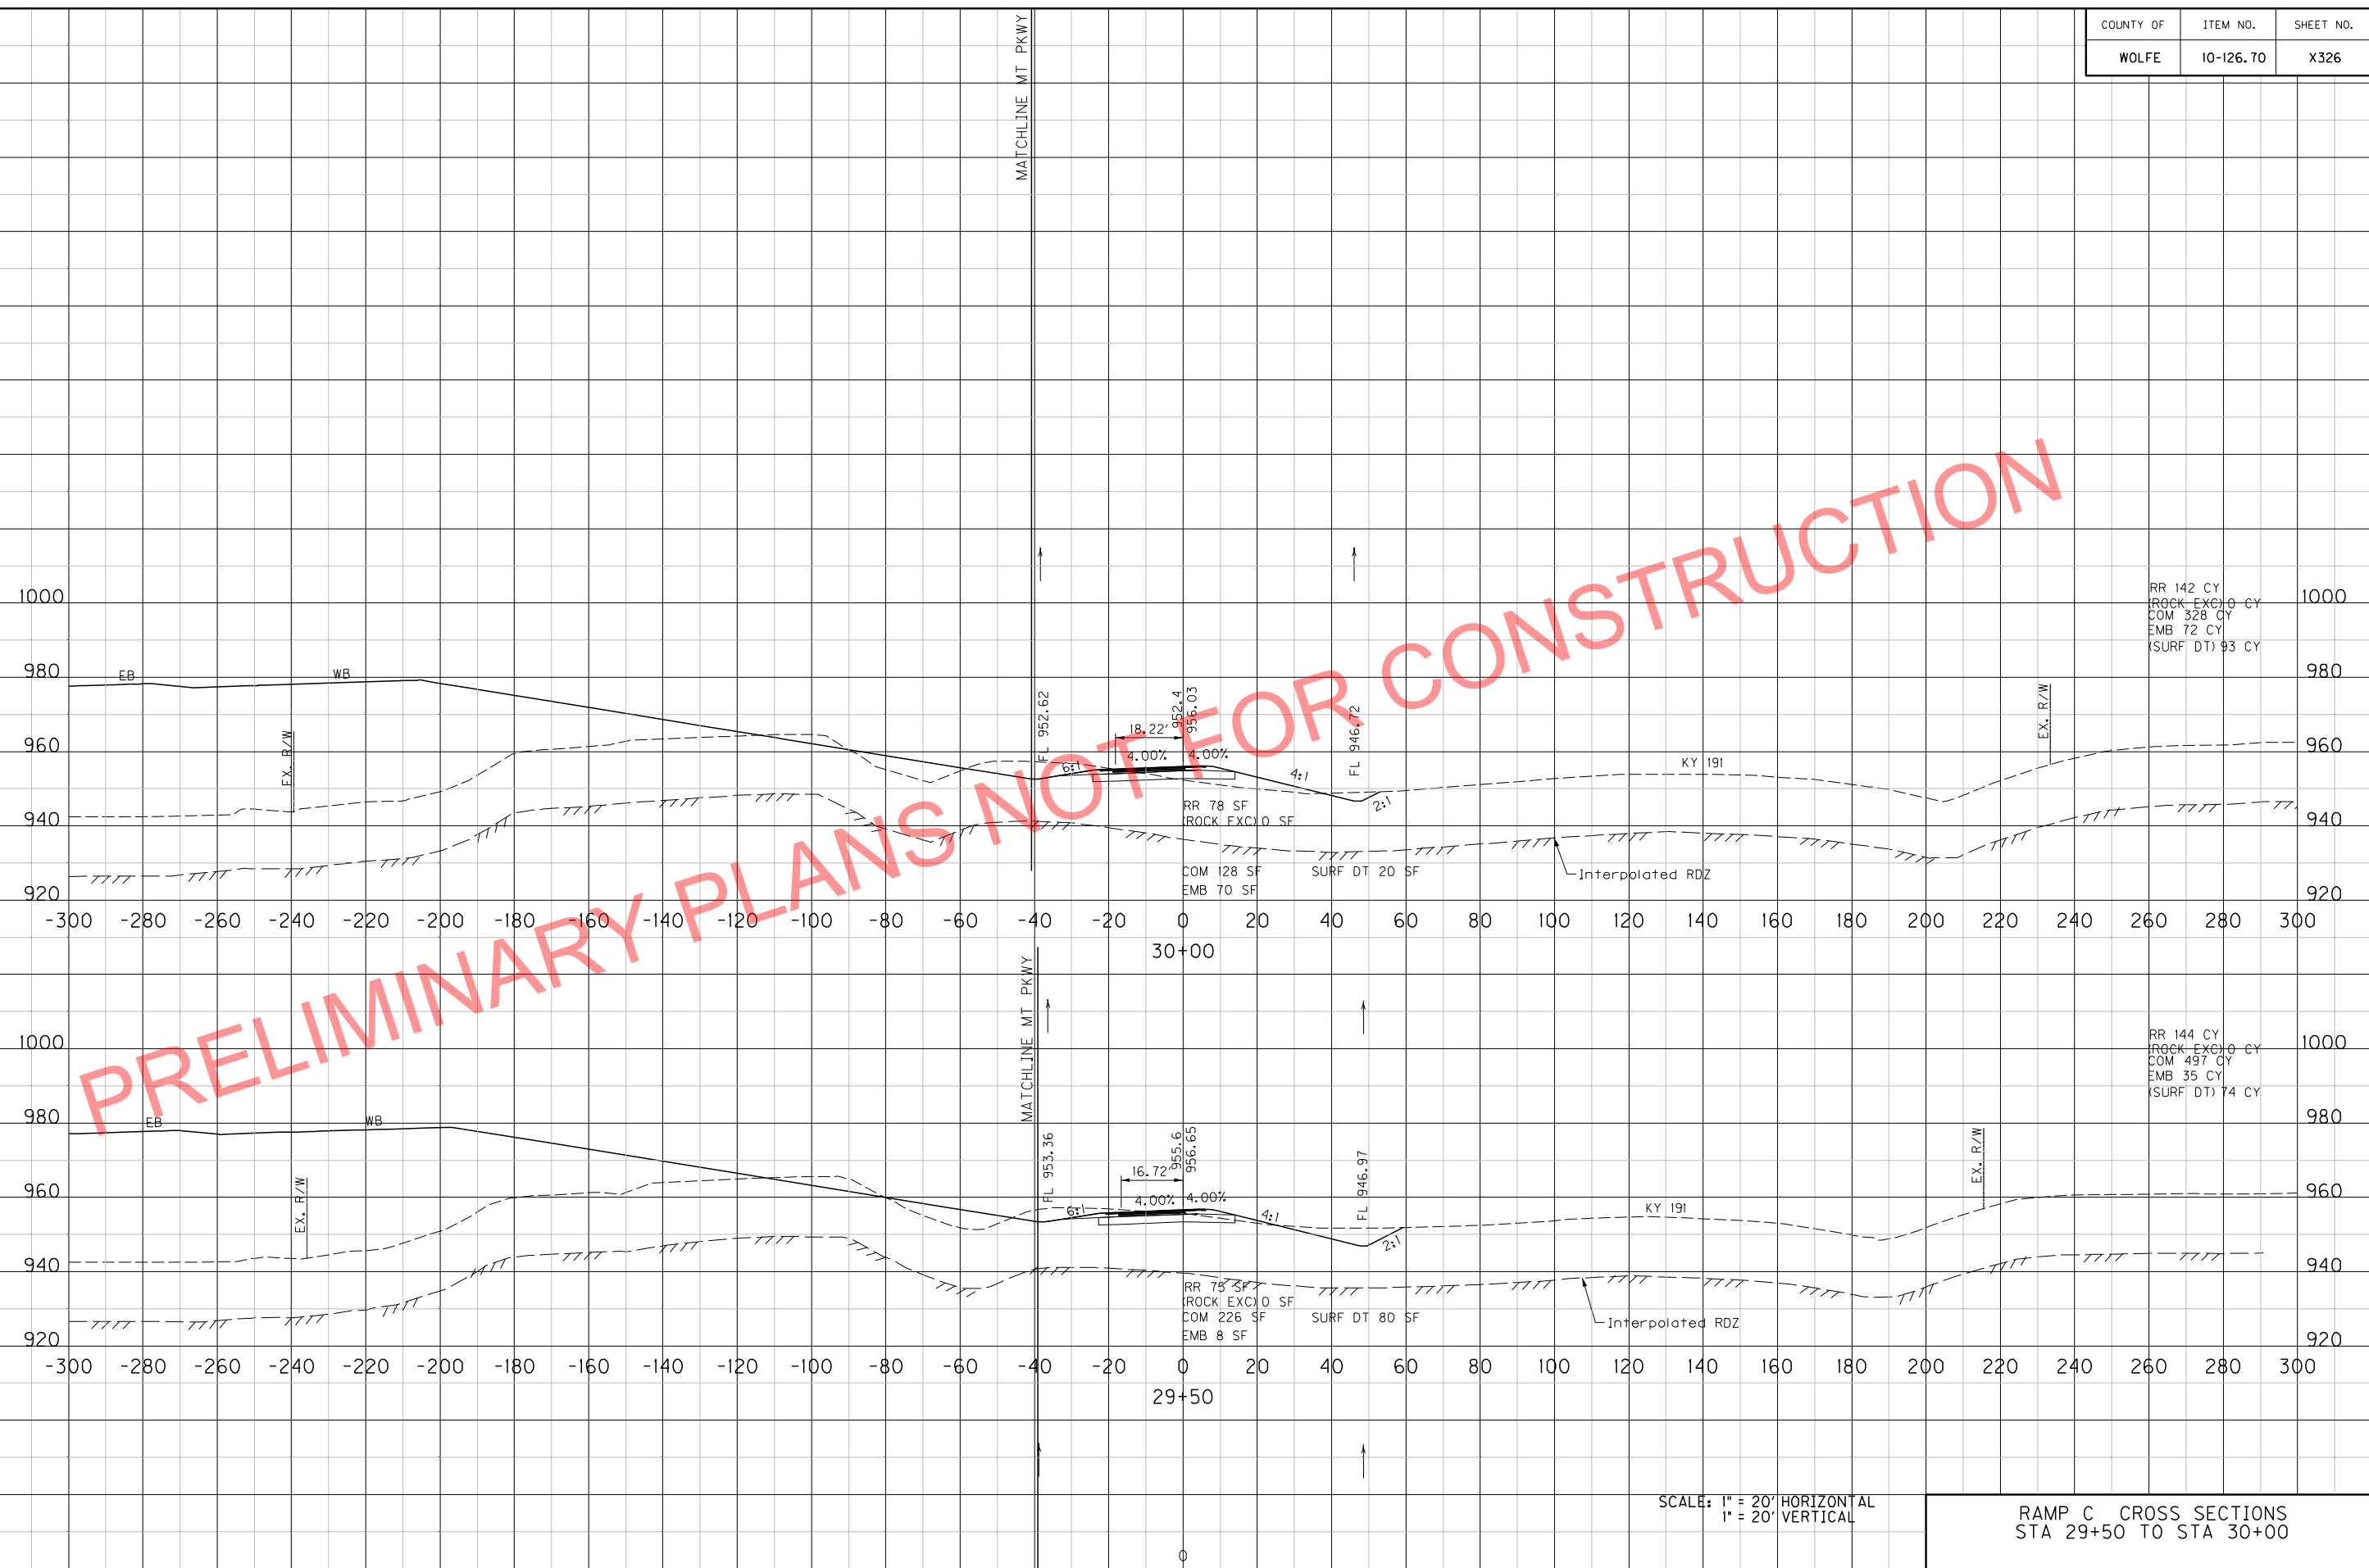 COUNTY OF ITEM NO. SHEET NO.
WOLFE 10-126.70 X326
MATCHLINE MT PKWY
PRELIMINARY PLANS NOT FOR CONSTRUCTION
1000 1000
980 980
960 960
940 940
920 920
RR 142 CY
(ROCK EXC) 0 CY
COM 328 CY
EMB 72 CY
(SURF DT) 93 CY
EB
WB
EX. R/W
FL 952.62
18.22'
952.4
956.03
6:1
4.00% 4.00%
4:1
FL 946.72
2:1
KY 191
EX. R/W
RR 78 SF
(ROCK EXC) 0 SF
COM 128 SF
EMB 70 SF
SURF DT 20 SF
Interpolated RDZ
-300 -280 -260 -240 -220 -200 -180 -160 -140 -120 -100 -80 -60 -40 -20 0 20 40 60 80 100 120 140 160 180 200 220 240 260 280 300
30+00
MATCHLINE MT PKWY
1000 1000
980 980
960 960
940 940
920 920
RR 144 CY
(ROCK EXC) 0 CY
COM 497 CY
EMB 35 CY
(SURF DT) 74 CY
EB
WB
EX. R/W
FL 953.36
16.72'
955.6
956.65
6:1
4.00% 4.00%
4:1
FL 946.97
2:1
KY 191
EX. R/W
RR 75 SF
(ROCK EXC) 0 SF
COM 226 SF
EMB 8 SF
SURF DT 80 SF
Interpolated RDZ
-300 -280 -260 -240 -220 -200 -180 -160 -140 -120 -100 -80 -60 -40 -20 0 20 40 60 80 100 120 140 160 180 200 220 240 260 280 300
29+50
SCALE: 1" = 20' HORIZONTAL
1" = 20' VERTICAL
RAMP C CROSS SECTIONS
STA 29+50 TO STA 30+00
0